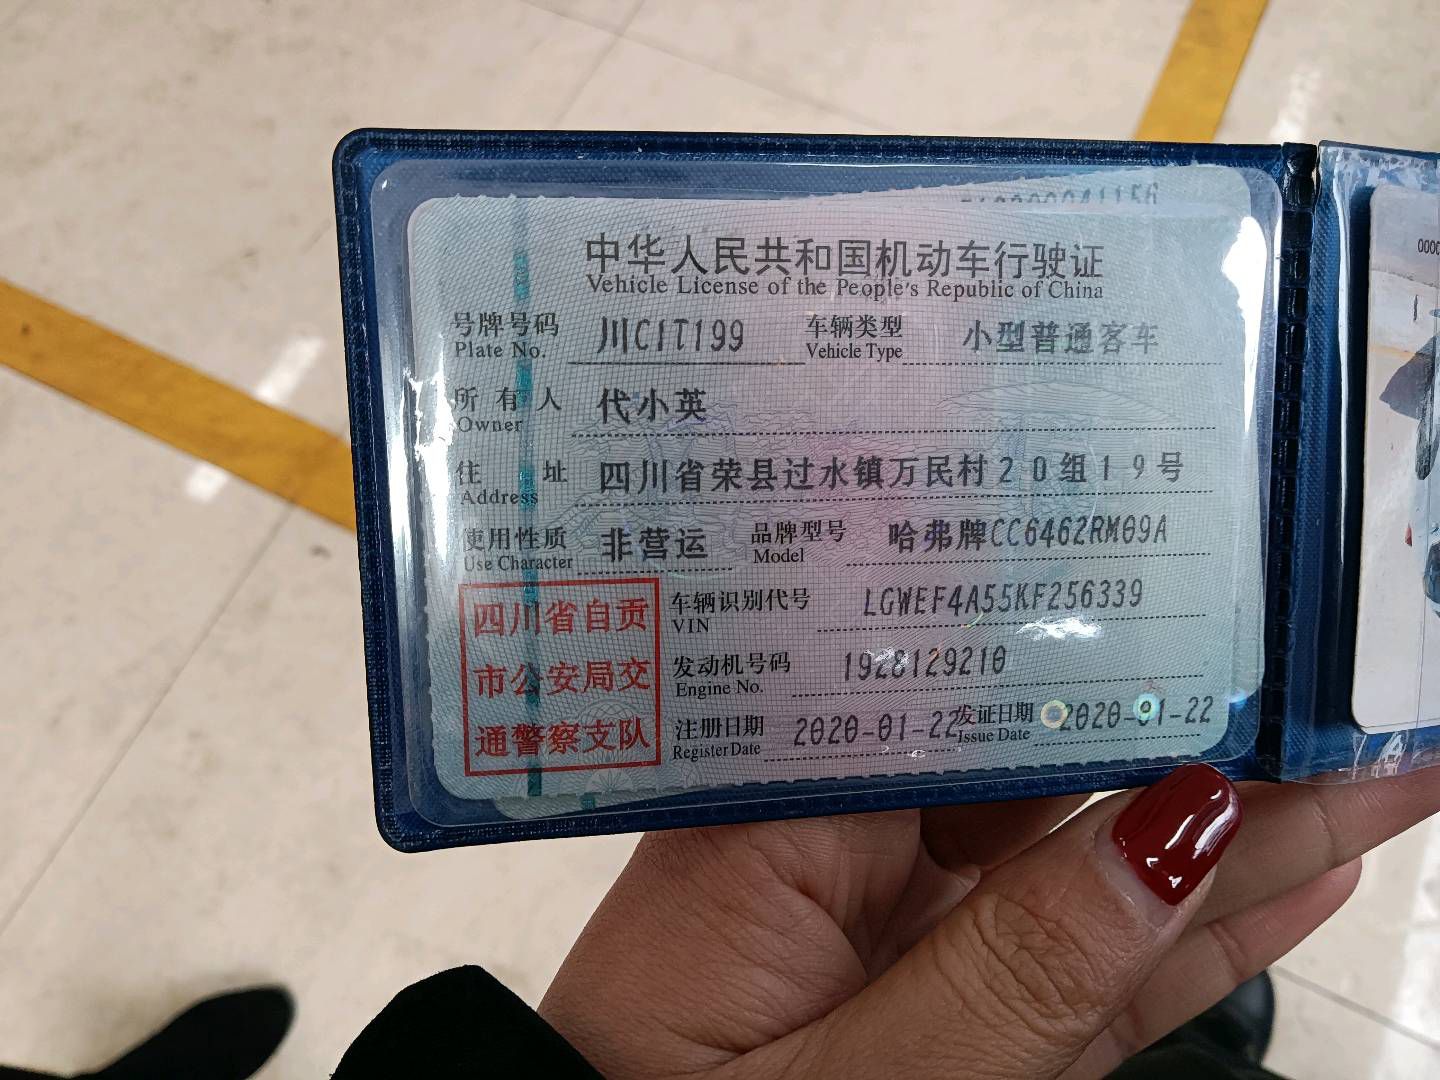 中华人民共和国机动车行驶证
Vehicle License of the People's Republic of China
号牌号码 川C1T199 车辆类型 小型普通客车
Plate No. Vehicle Type
所有人 代小英
Owner
住址 四川省荣县过水镇万民村20组19号
Address
使用性质 非营运 品牌型号 哈弗牌CC6462RM09A
Use Character Model
四川省自贡
市公安局交
通警察支队
车辆识别代号 LGWEF4A55KF256339
VIN
发动机号码 1928129210
Engine No.
注册日期 2020-01-22 发证日期 2020-01-22
Register Date Issue Date